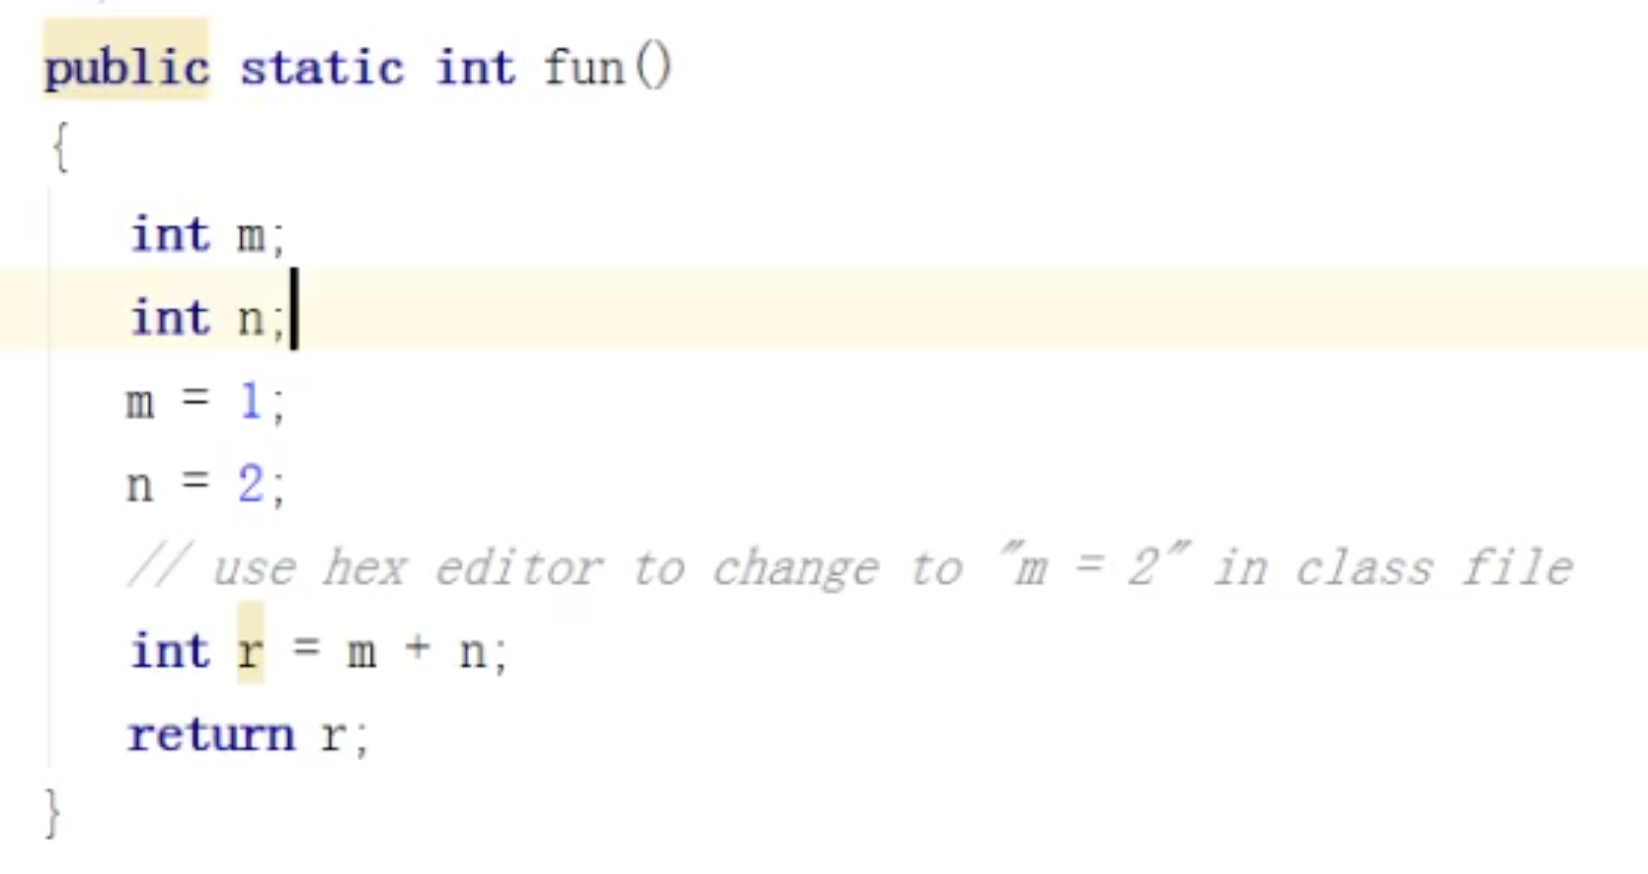 public static int fun()
{
int m;
int n;
m = 1;
n = 2;
// use hex editor to change to "m = 2" in class file
int r = m + n;
return r;
}